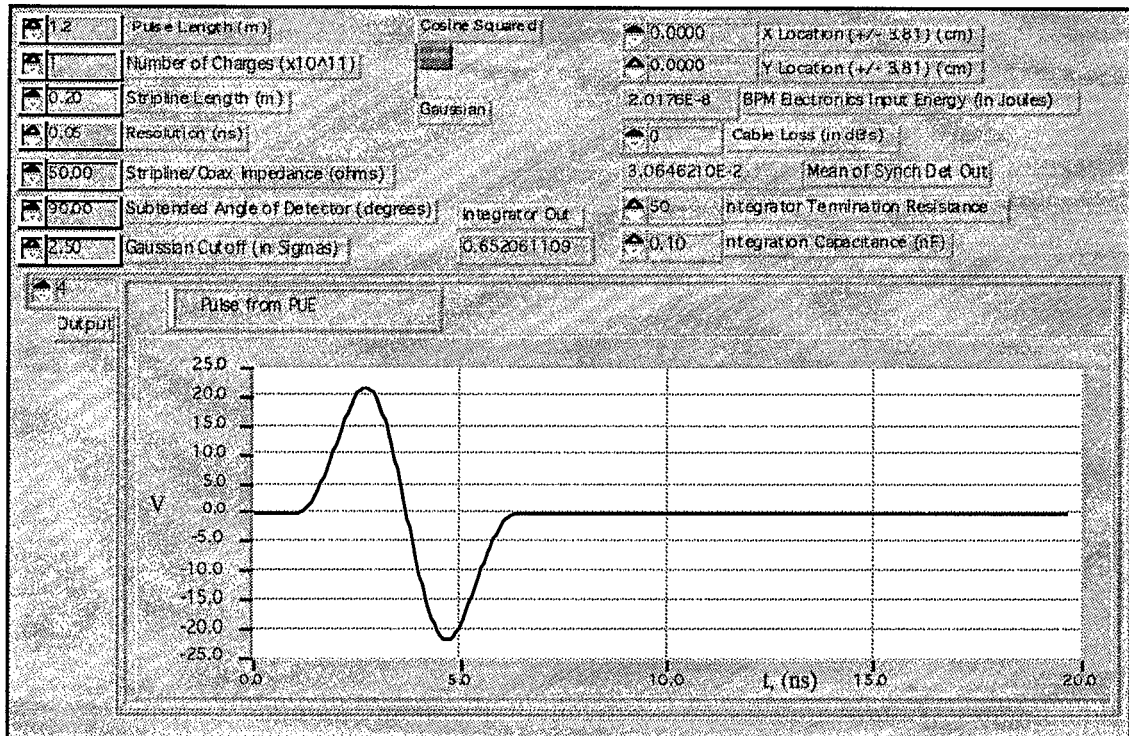 1.2 Pulse Length (m)
1 Number of Charges (x10^11)
0.20 Stripline Length (m)
0.05 Resolution (ns)
50.00 Stripline/Coax Impedance (ohms)
90.00 Subtended Angle of Detector (degrees)
2.50 Gaussian Cutoff (in Sigmas)
Cosine Squared
Gaussian
Integrator Out
0.652061109
0.0000 X Location (+/- 3.81) (cm)
0.0000 Y Location (+/- 3.81) (cm)
2.0176E-8 BPM Electronics Input Energy (in Joules)
0 Cable Loss (in dB's)
3.0646210E-2 Mean of Synch Det Out
50 ntegrator Termination Resistance
0.10 ntegration Capacitance (nF)
4
Output
Pulse from PUE
25.0
20.0
15.0
10.0
5.0
0.0
-5.0
-10.0
-15.0
-20.0
-25.0
V
0.0 5.0 10.0 t, (ns) 15.0 20.0